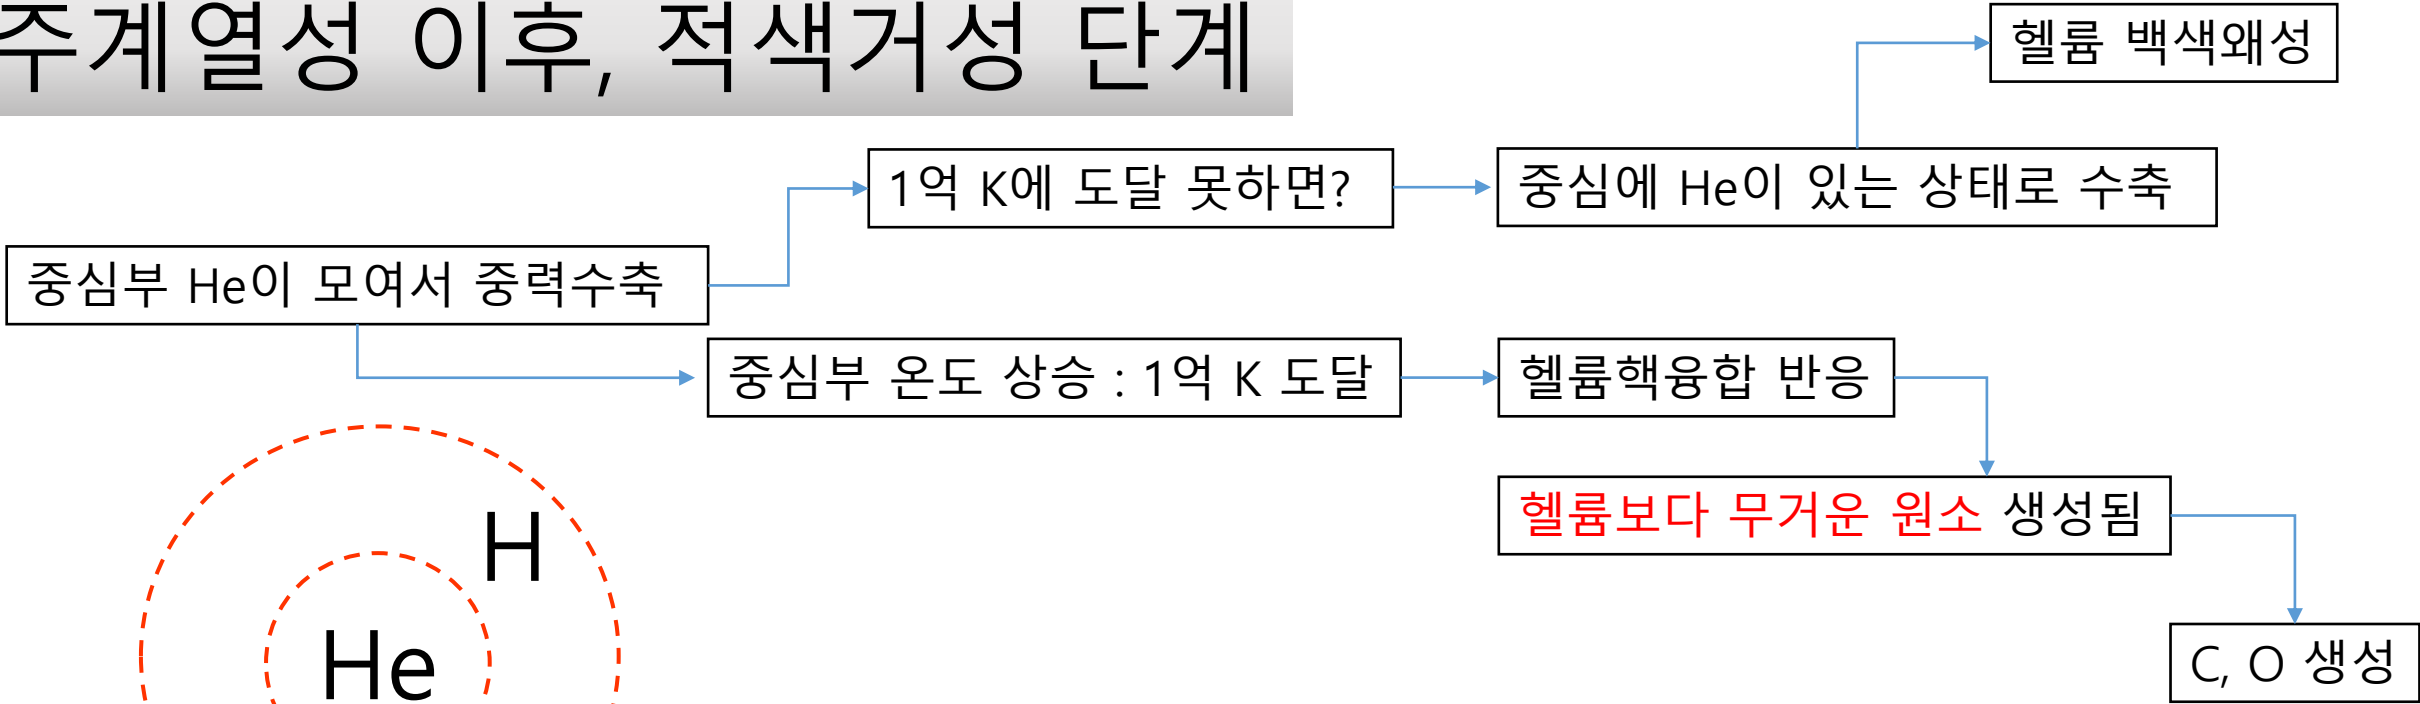 주계열성 이후, 적색거성 단계
헬륨 백색왜성
1억 K에 도달 못하면?
중심에 He이 있는 상태로 수축
중심부 He이 모여서 중력수축
중심부 온도 상승 : 1억 K 도달
헬륨핵융합 반응
헬륨보다 무거운 원소 생성됨
C, O 생성
H
He